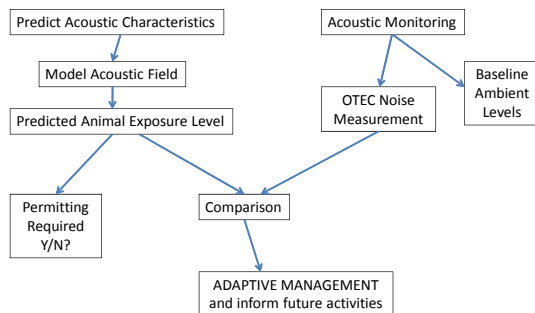 Predict Acoustic Characteristics
Acoustic Monitoring
Model Acoustic Field
Baseline
Ambient
Levels
OTEC Noise
Measurement
Predicted Animal Exposure Level
Permitting
Required
Y/N?
Comparison
ADAPTIVE MANAGEMENT
and inform future activities